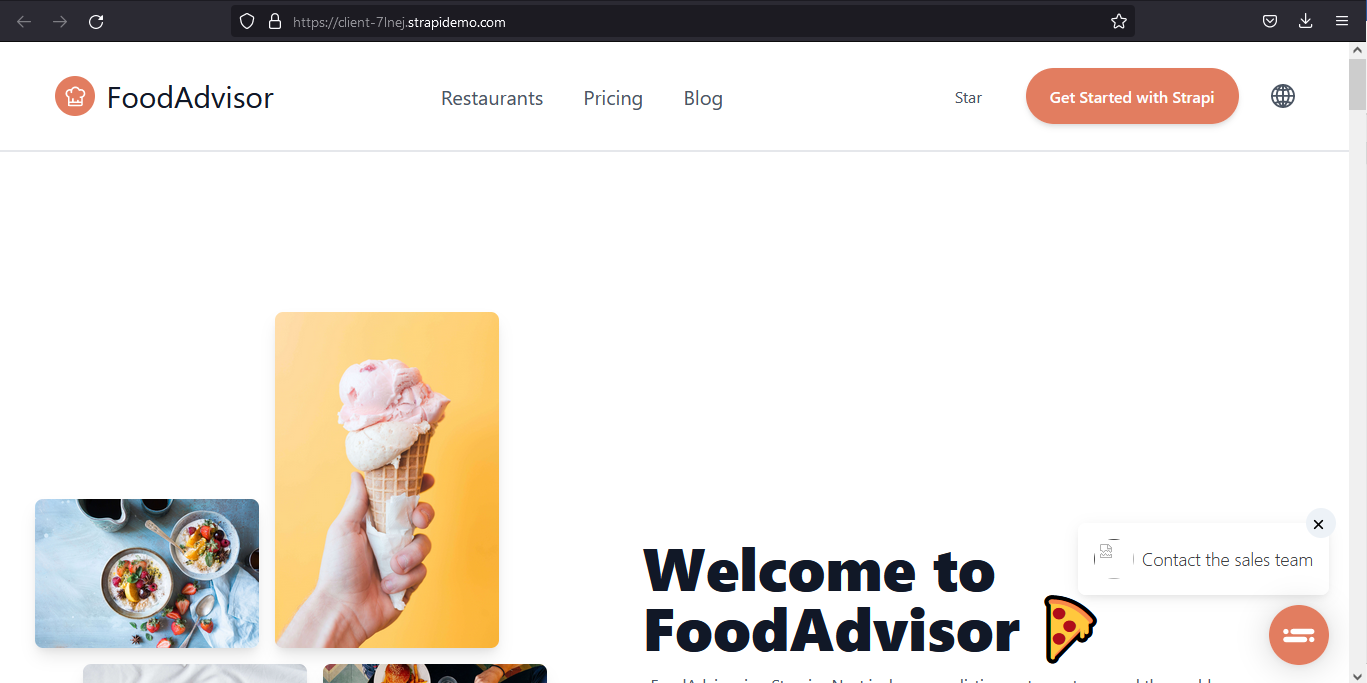 https://client-7lnej.strapidemo.com
FoodAdvisor
Restaurants Pricing Blog
Star
Get Started with Strapi
Contact the sales team
Welcome to
FoodAdvisor